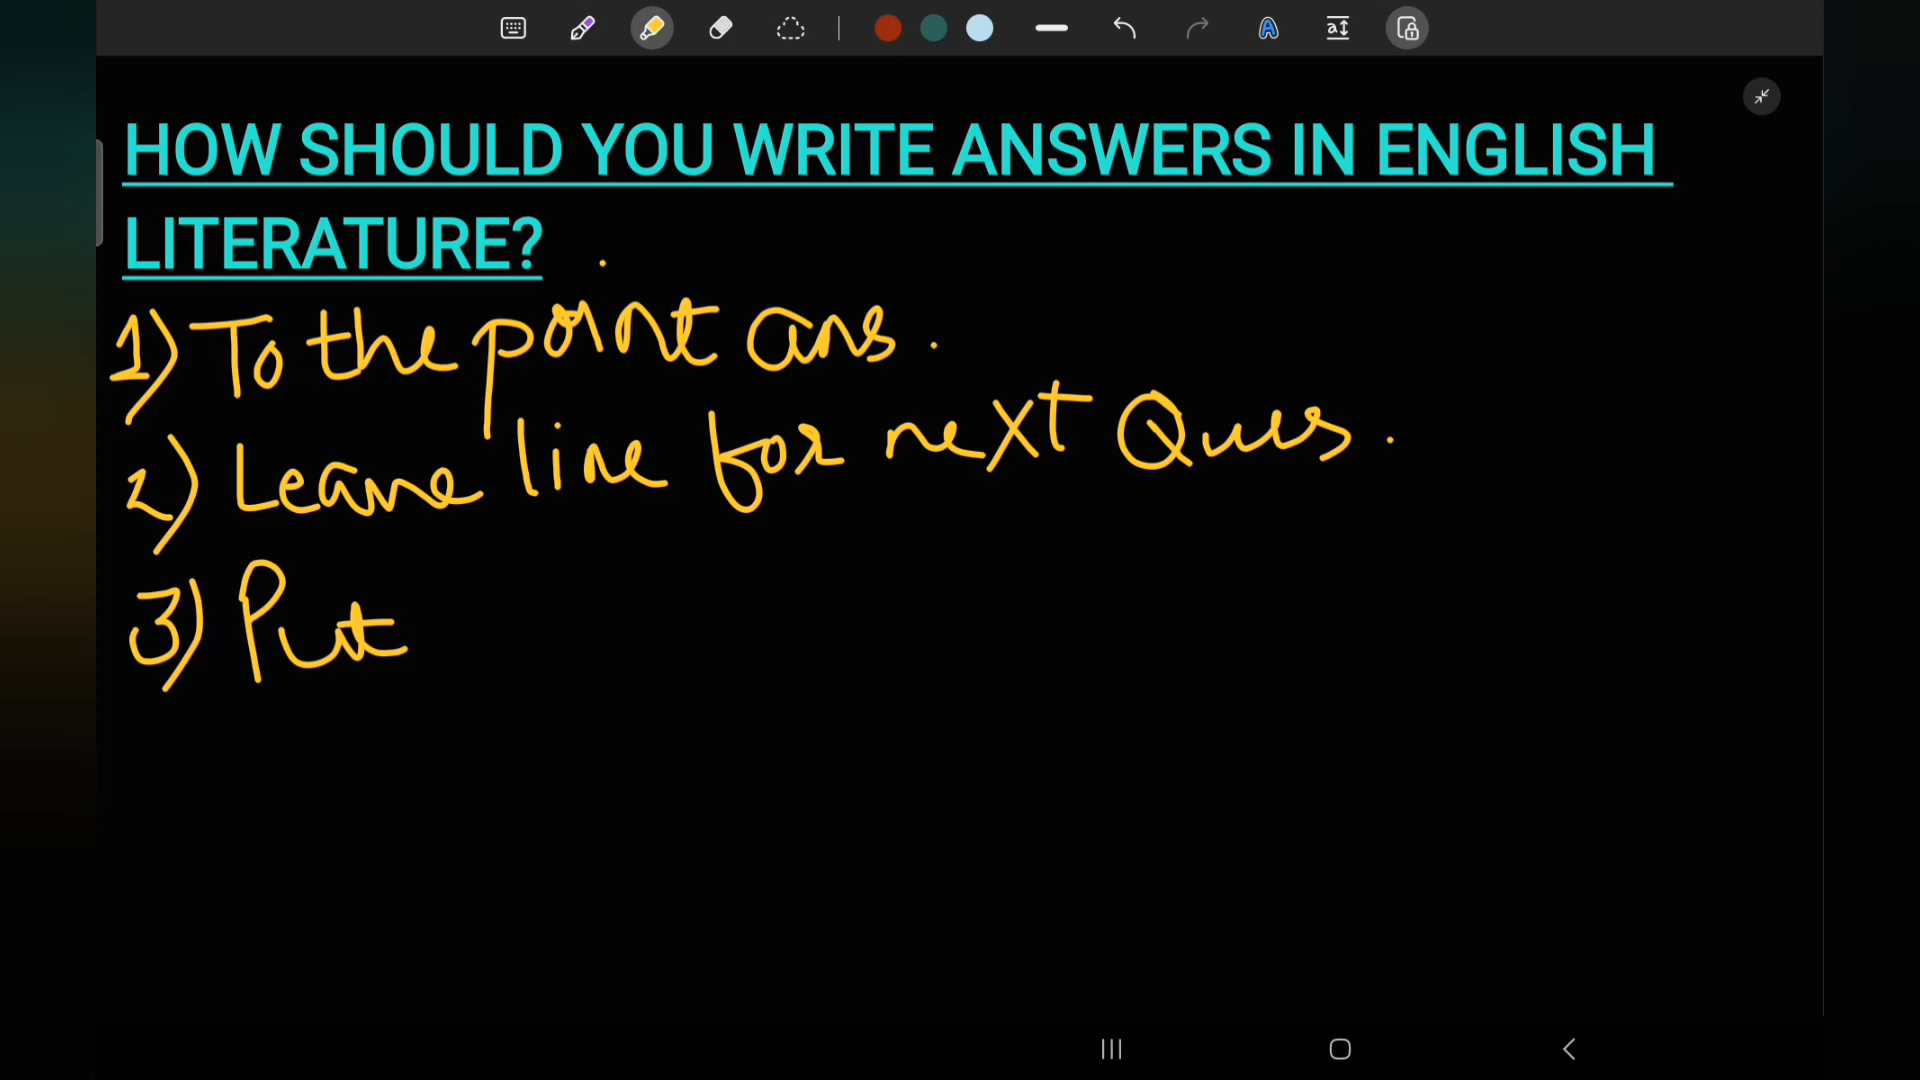 HOW SHOULD YOU WRITE ANSWERS IN ENGLISH
LITERATURE?
1) To the point ans.
2) Leave line for next Ques.
3) Put